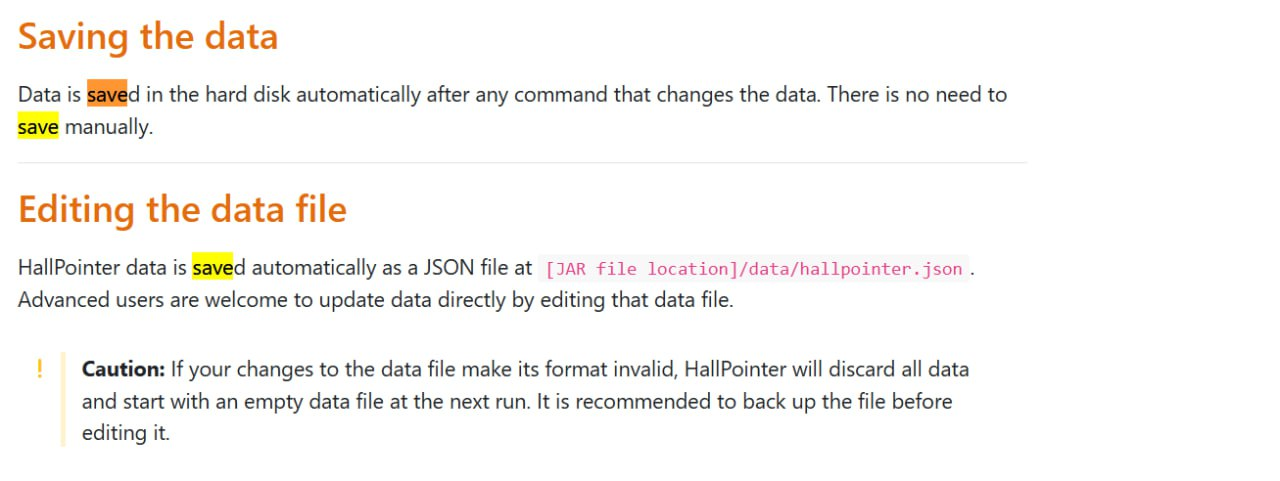 Saving the data
Data is saved in the hard disk automatically after any command that changes the data. There is no need to
save manually.
Editing the data file
HallPointer data is saved automatically as a JSON file at [JAR file location]/data/hallpointer.json .
Advanced users are welcome to update data directly by editing that data file.
! Caution: If your changes to the data file make its format invalid, HallPointer will discard all data
and start with an empty data file at the next run. It is recommended to back up the file before
editing it.